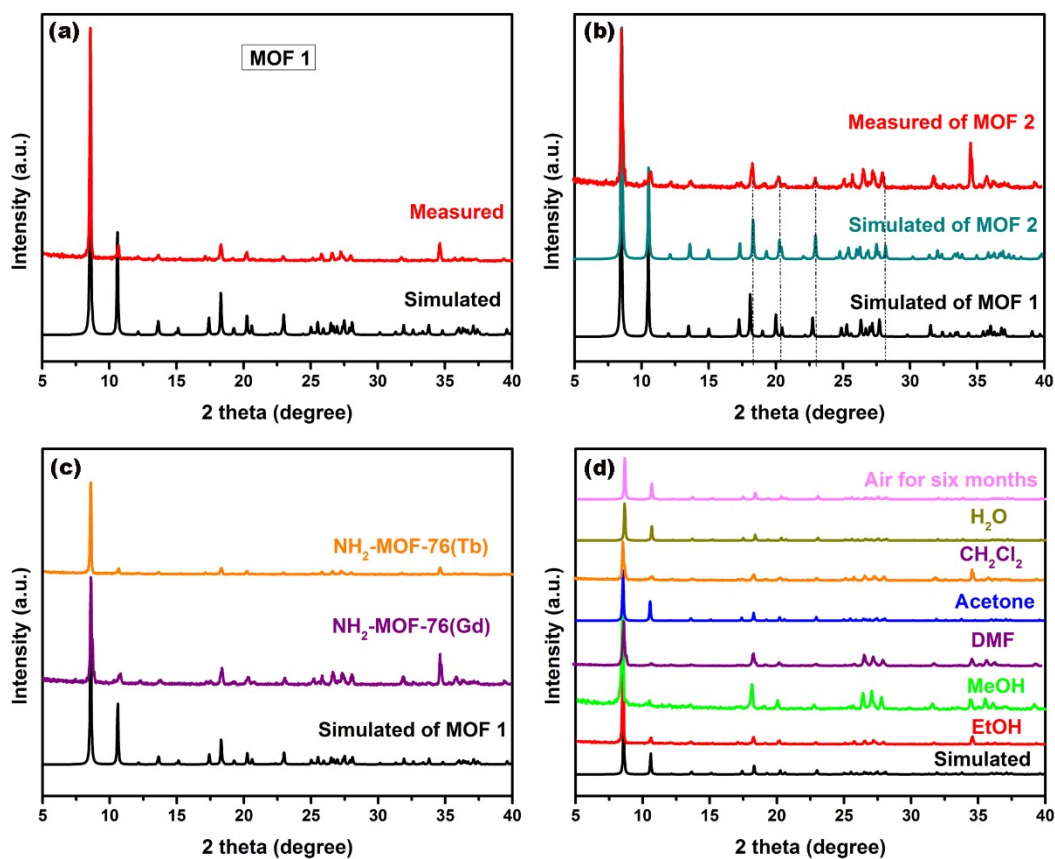 (a)
MOF 1
Measured
Simulated
Intensity (a.u.)
5 10 15 20 25 30 35 40
2 theta (degree)
(b)
Measured of MOF 2
Simulated of MOF 2
Simulated of MOF 1
Intensity (a.u.)
5 10 15 20 25 30 35 40
2 theta (degree)
(c)
NH₂-MOF-76(Tb)
NH₂-MOF-76(Gd)
Simulated of MOF 1
Intensity (a.u.)
5 10 15 20 25 30 35 40
2 theta (degree)
(d)
Air for six months
H₂O
CH₂Cl₂
Acetone
DMF
MeOH
EtOH
Simulated
Intensity (a.u.)
5 10 15 20 25 30 35 40
2 theta (degree)